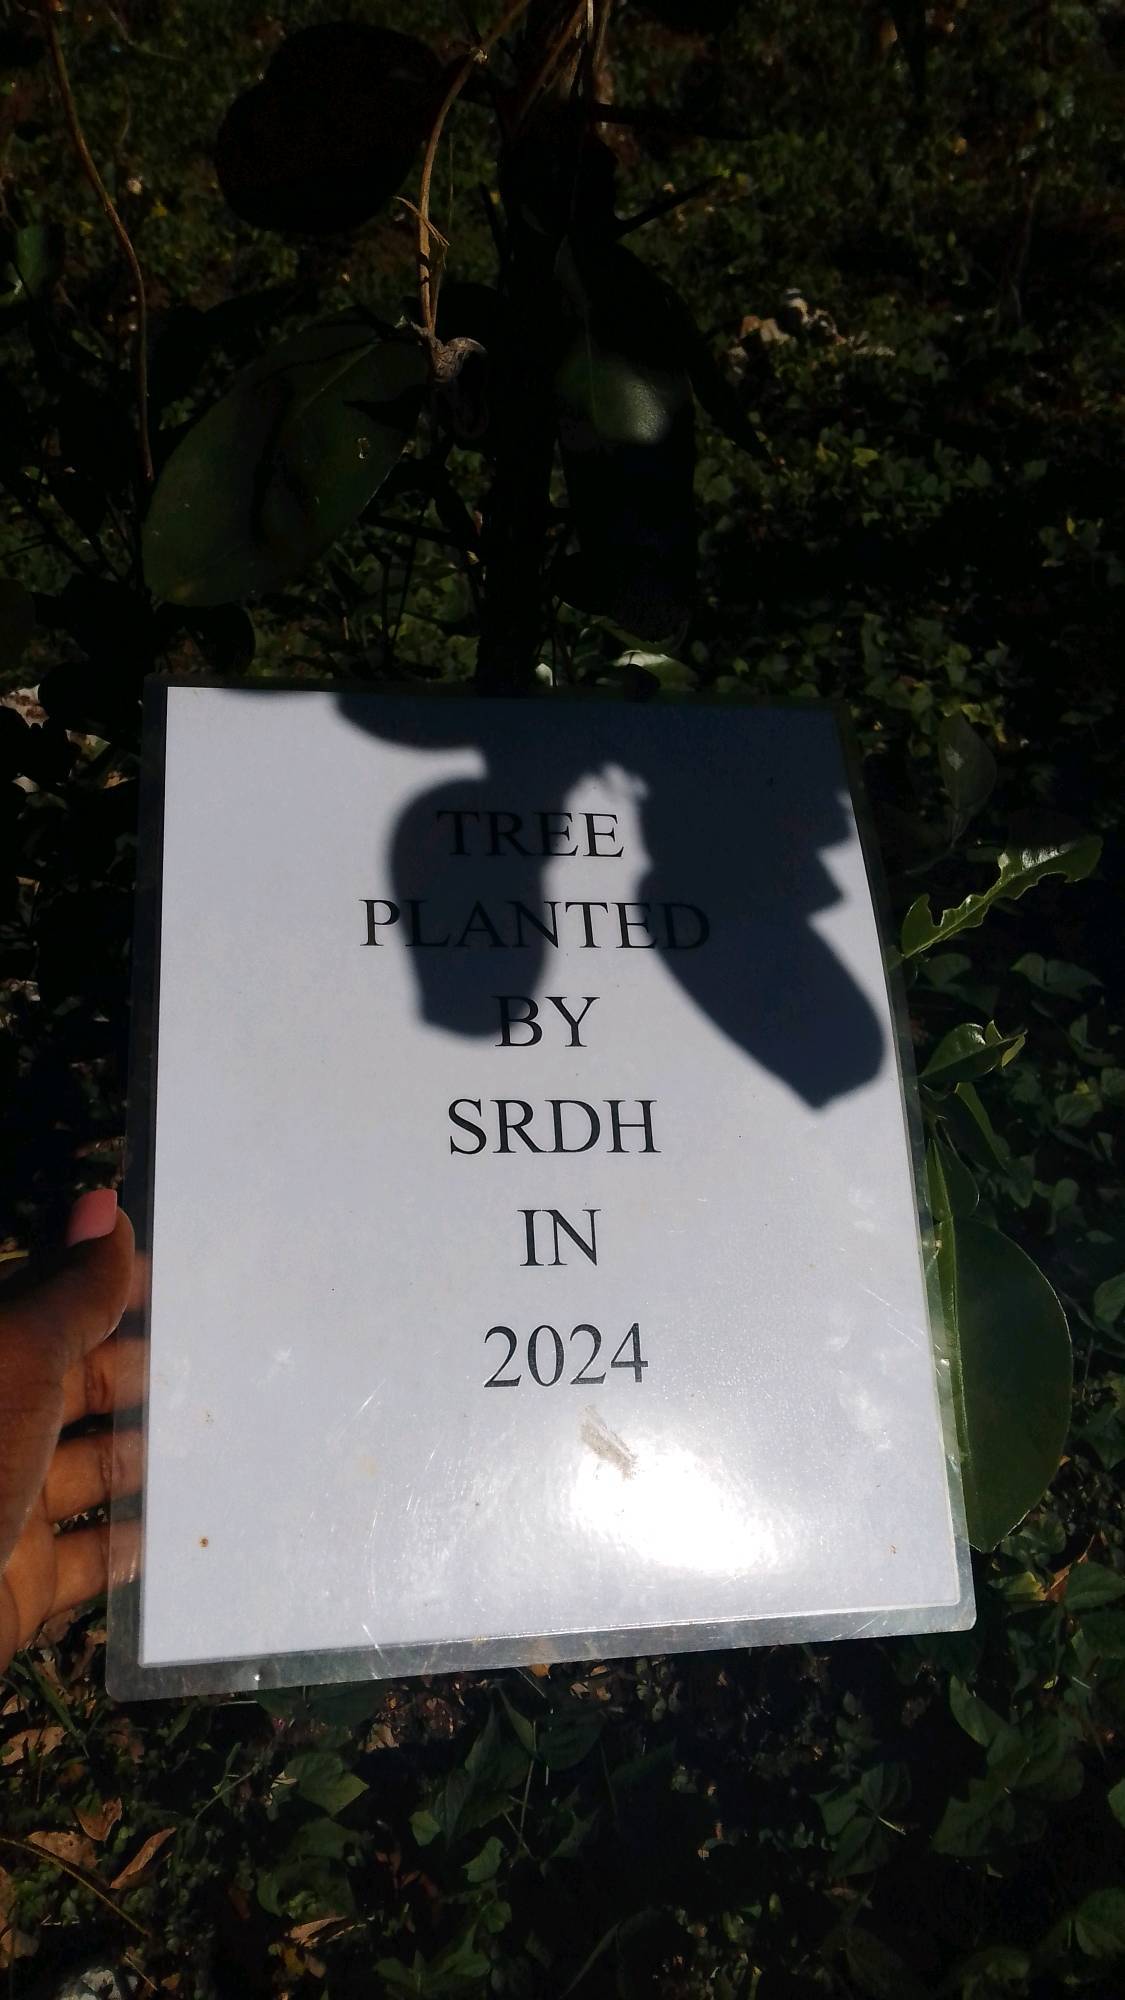 TREE
PLANTED
BY
SRDH
IN
2024